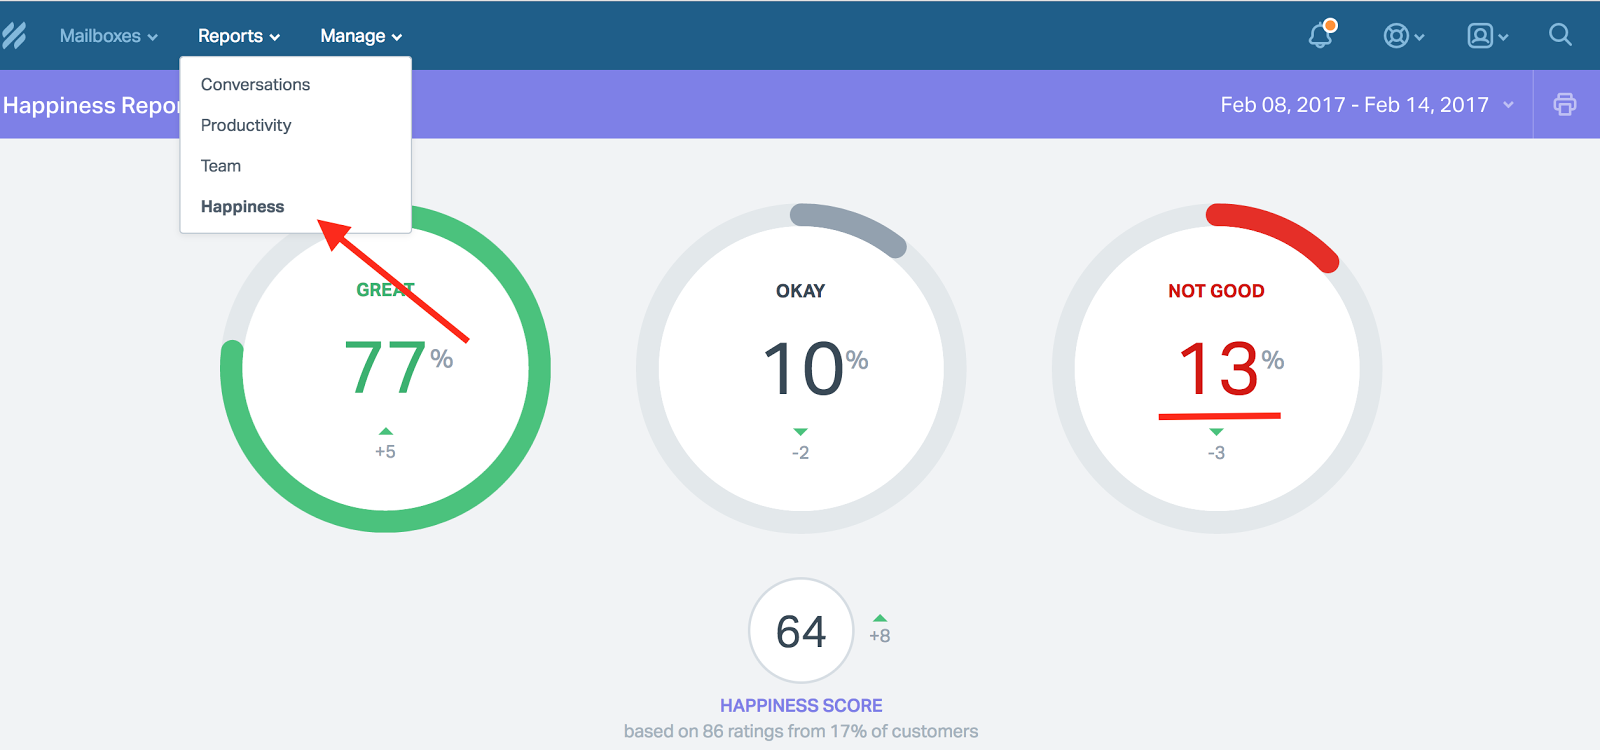 Mailboxes Reports Manage
Conversations
Productivity
Team
Happiness
Happiness Repor
Feb 08, 2017 - Feb 14, 2017
GREAT
77%
+5
OKAY
10%
-2
NOT GOOD
13%
-3
64
+8
HAPPINESS SCORE
based on 86 ratings from 17% of customers